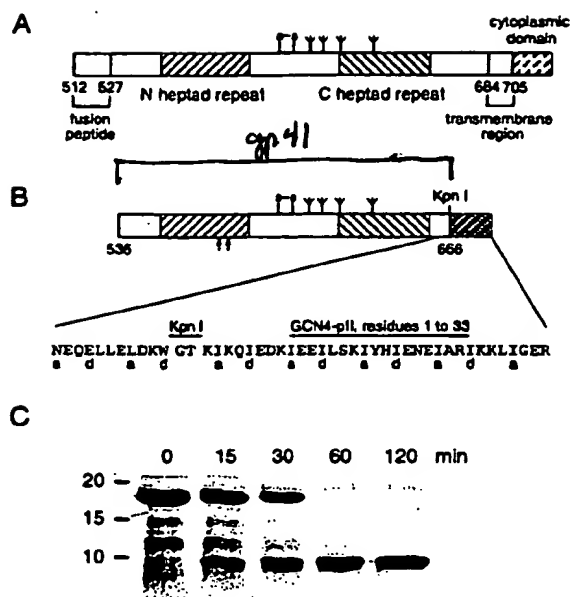 A
cytoplasmic
domain
512 527
N heptad repeat
C heptad repeat
684 705
fusion
peptide
transmembrane
region
gp41
B
Kpn I
536
666
Kpn I
GCN4-pII, residues 1 to 33
NEQELLELDKW GT KIKQIEDKIEEILSKIYHIENEIARIKKLIGER
a d a d a d a d a d a d a
C
0 15 30 60 120 min
20
15
10